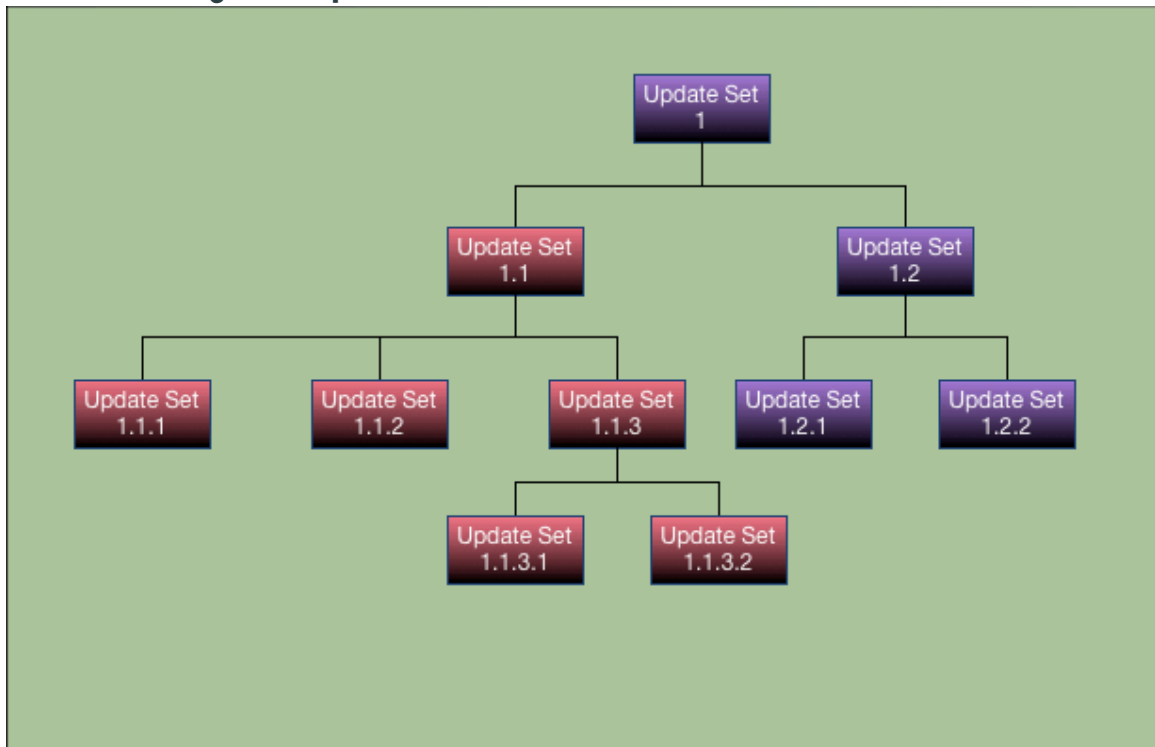 Update Set
1
Update Set
1.1
Update Set
1.2
Update Set
1.1.1
Update Set
1.1.2
Update Set
1.1.3
Update Set
1.2.1
Update Set
1.2.2
Update Set
1.1.3.1
Update Set
1.1.3.2